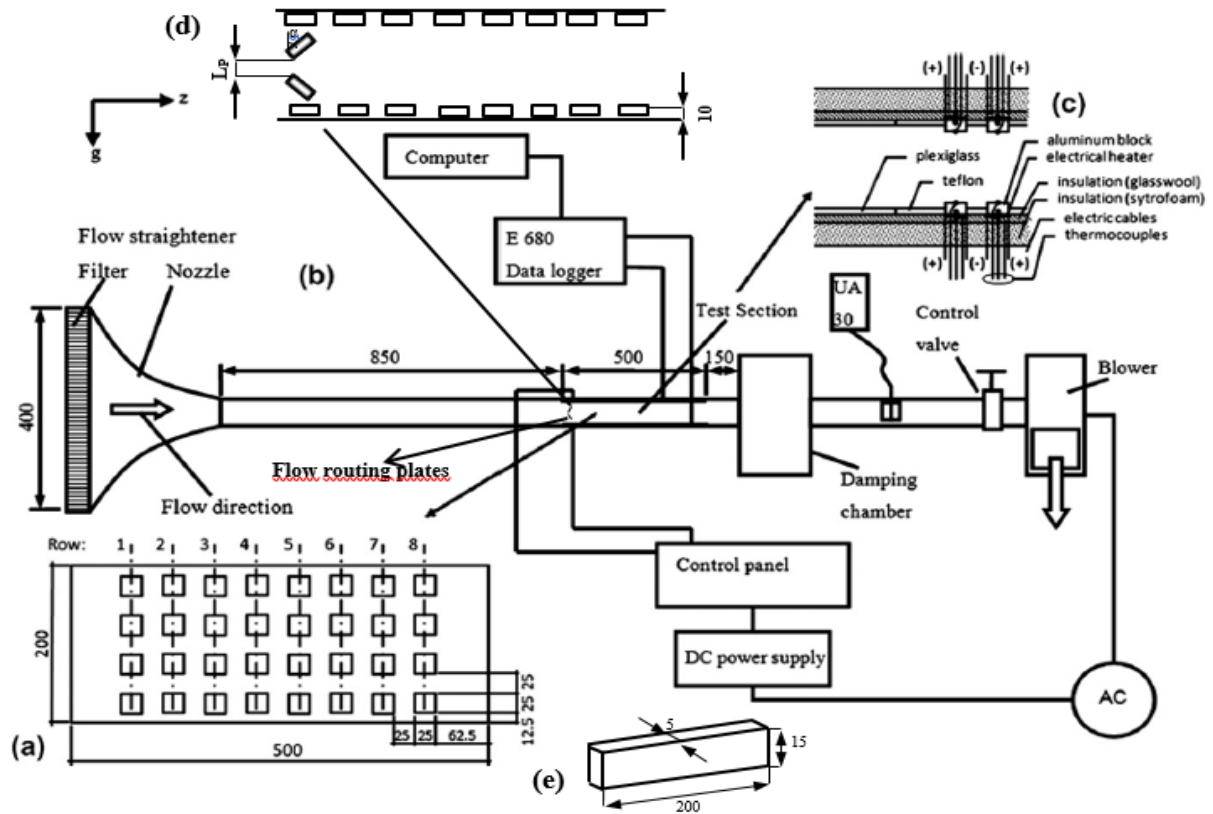 (d)
Lp
z
g
10
(+) (-) (+)
(c)
aluminum block
plexiglass
electrical heater
teflon
insulation (glasswool)
insulation (sytrofoam)
electric cables
thermocouples
(+) (-) (+)
Computer
E 680
Data logger
Flow straightener
Filter
Nozzle
(b)
Test Section
UA
30
Control
valve
Blower
850
500
150
400
Flow direction
Flow routing plates
Damping
chamber
Row: 1 2 3 4 5 6 7 8
200
25
25
12.5
25 25 62.5
500
(a)
Control panel
DC power supply
AC
5
15
200
(e)